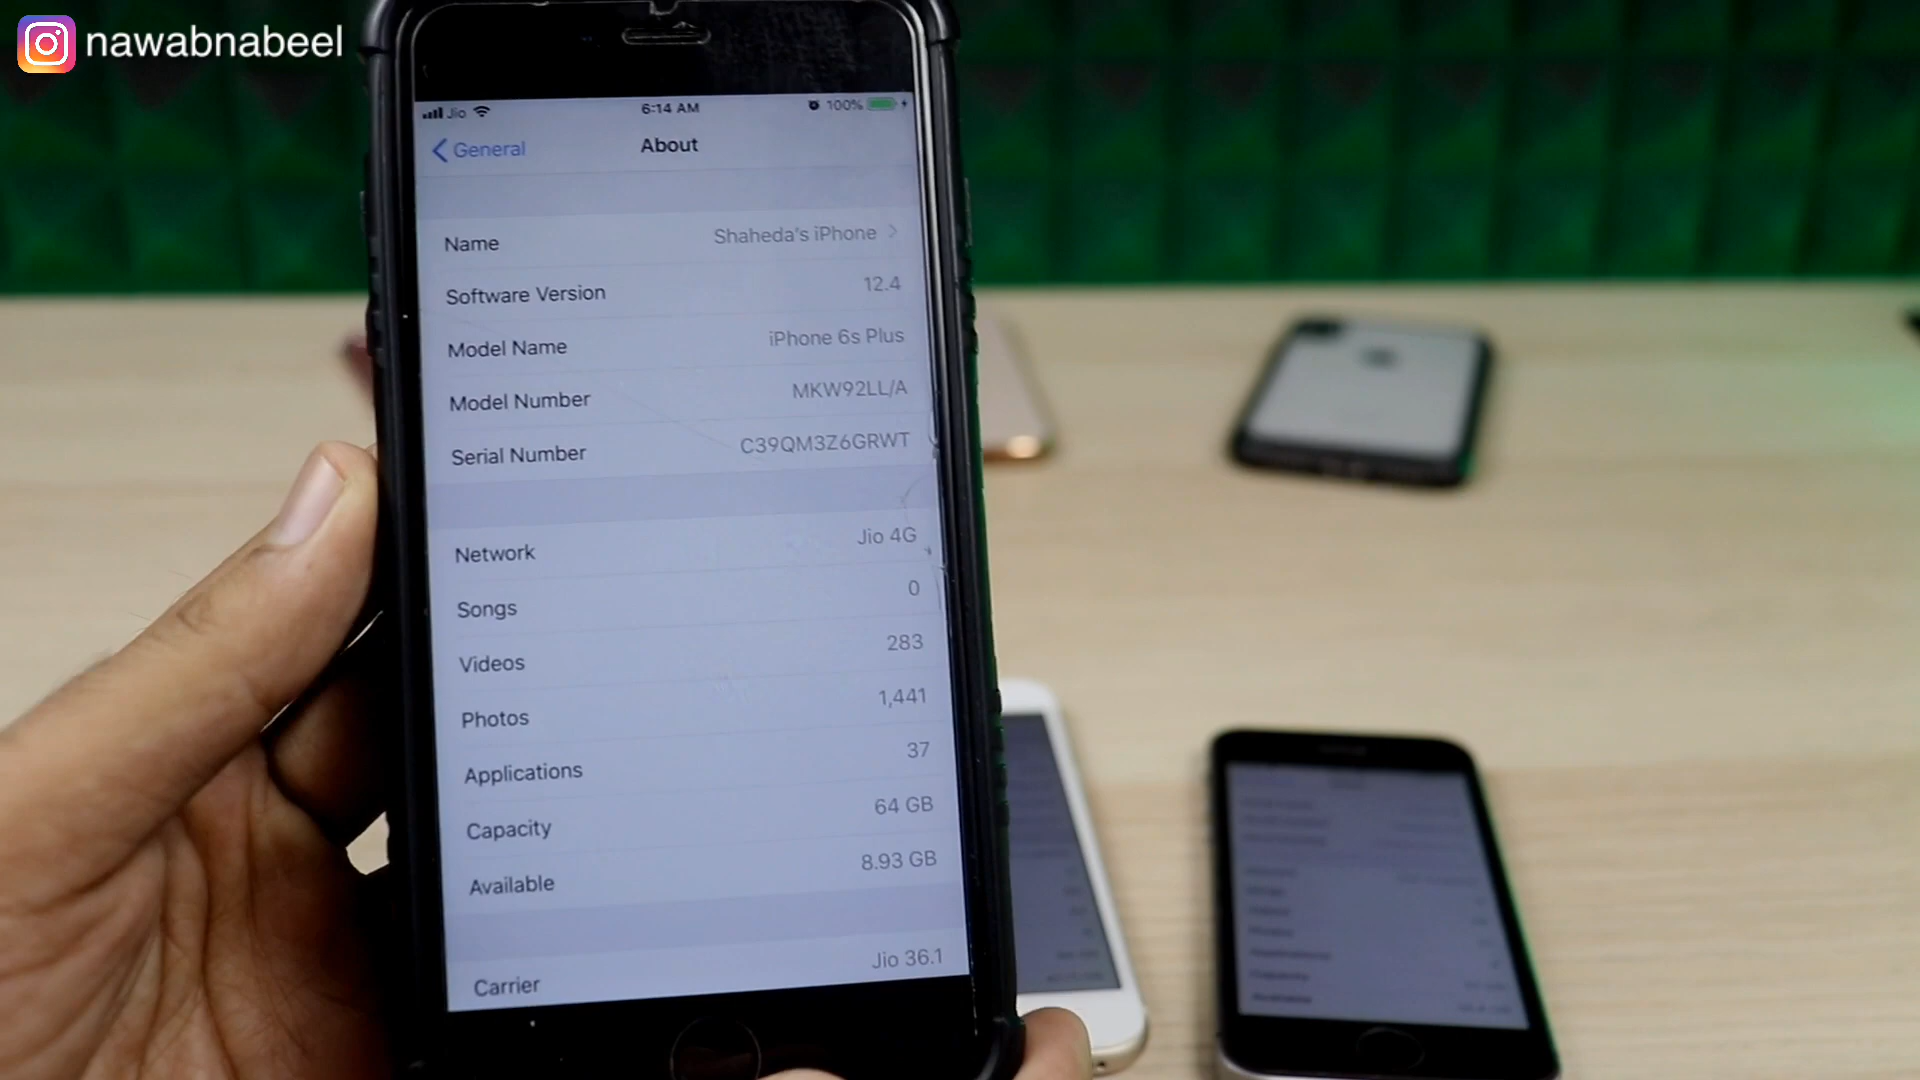 nawabnabeel
Jio 6:14 AM 100%
General About
Name Shaheda's iPhone
Software Version 12.4
Model Name iPhone 6s Plus
Model Number MKW92LL/A
Serial Number C39QM3Z6GRWT
Network Jio 4G
Songs 0
Videos 283
Photos 1,441
Applications 37
Capacity 64 GB
Available 8.93 GB
Carrier Jio 36.1